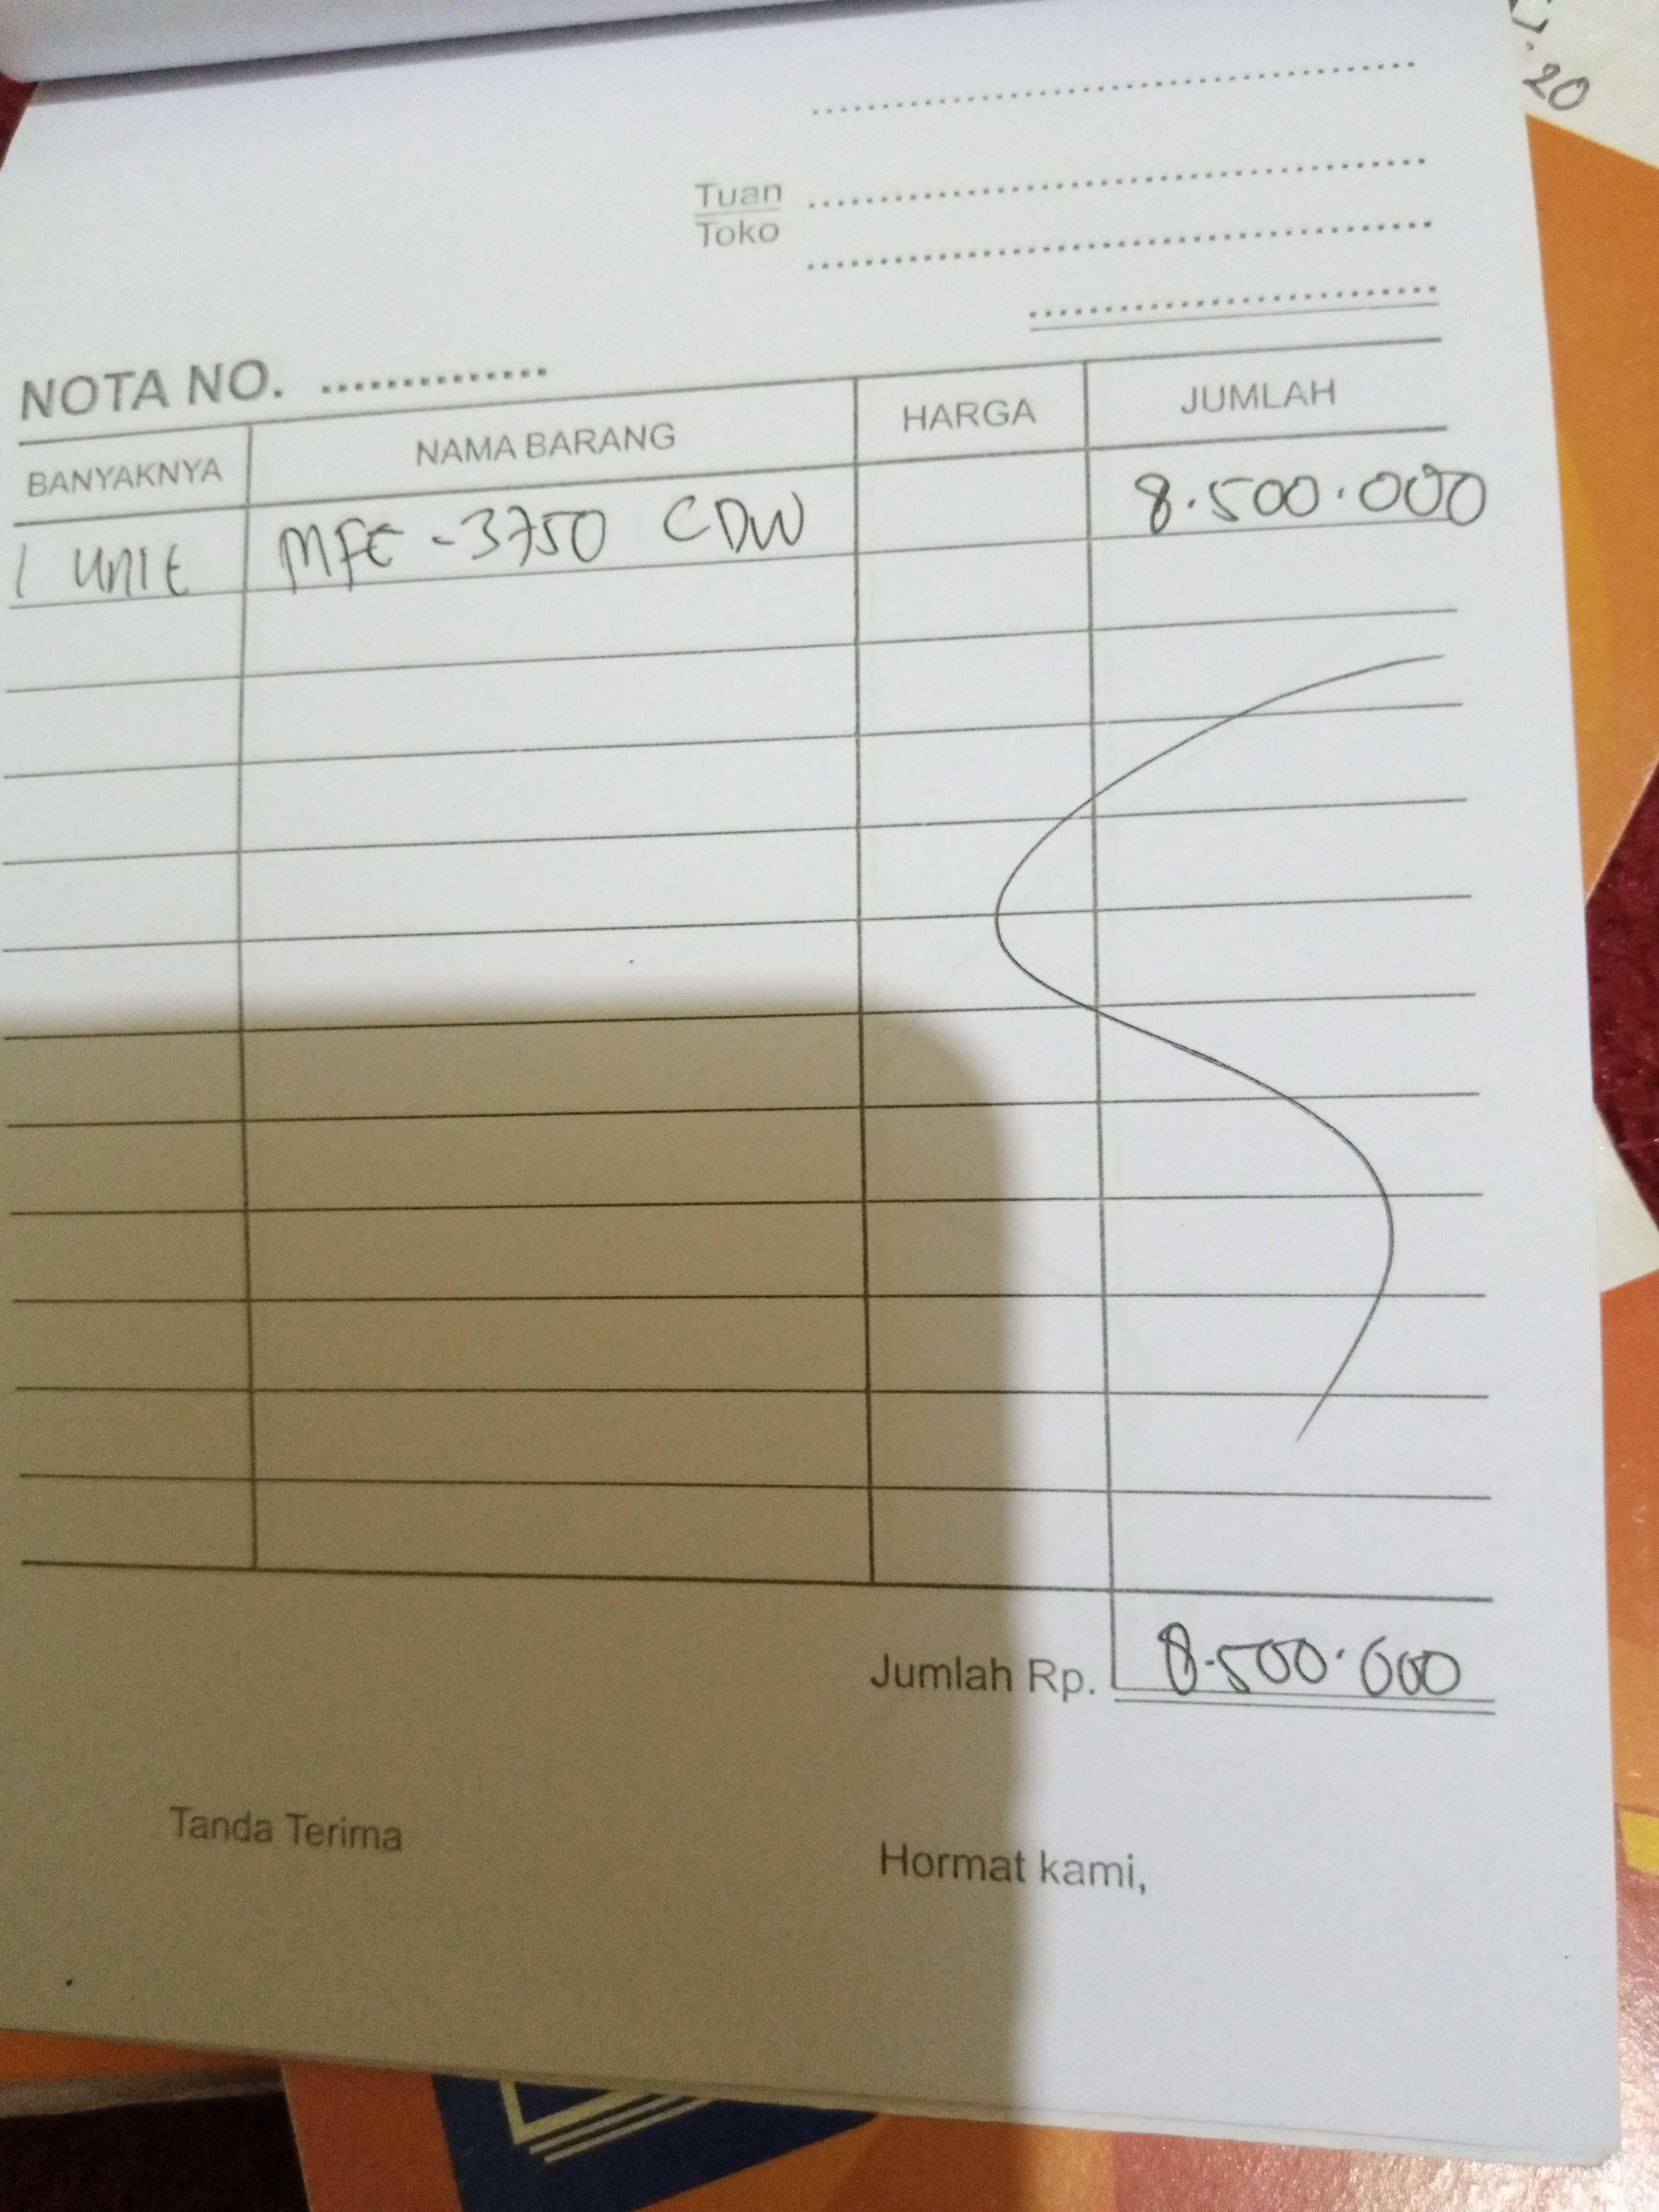 20
Tuan
Toko
NOTA NO. ..............
BANYAKNYA NAMA BARANG HARGA JUMLAH
1 unit MFC - 3750 CDW 8.500.000
Jumlah Rp. 8.500.000
Tanda Terima Hormat kami,